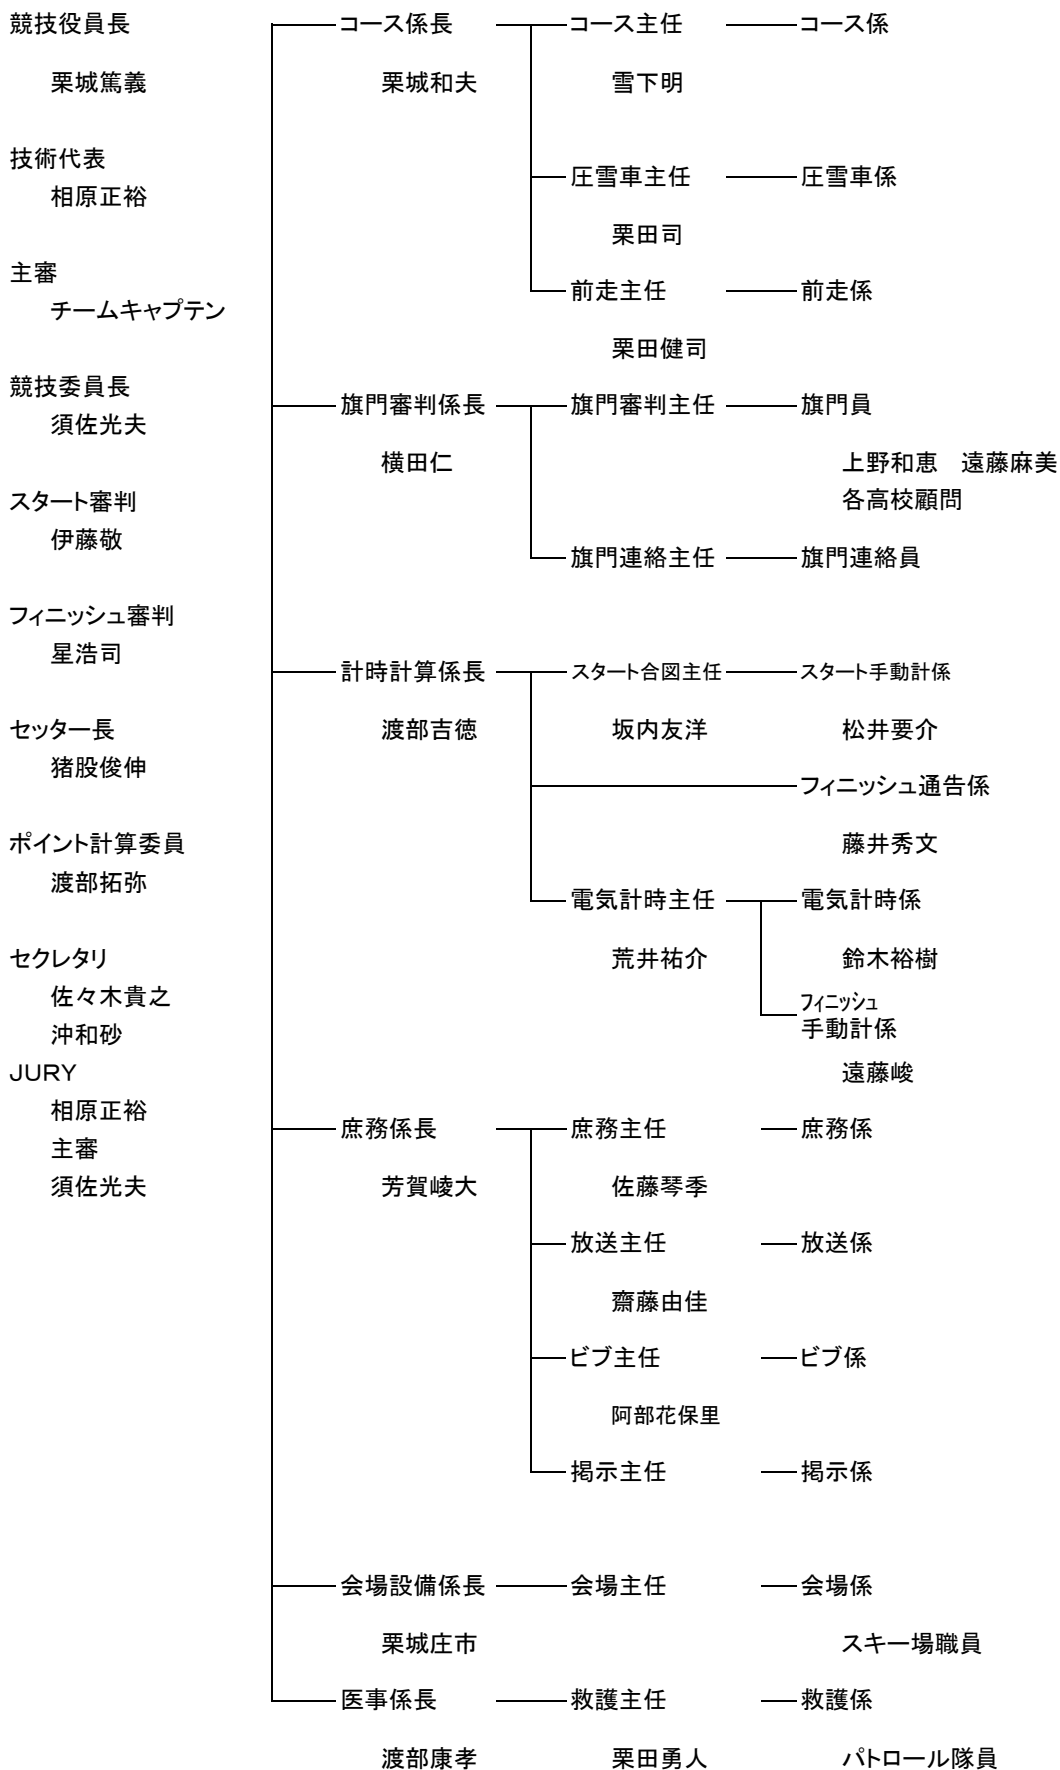 競技役員長
栗城篤義
技術代表
相原正裕
主審
チームキャプテン
競技委員長
須佐光夫
スタート審判
伊藤敬
フィニッシュ審判
星浩司
セッター長
猪股俊伸
ポイント計算委員
渡部拓弥
セクレタリ
佐々木貴之
沖和砂
JURY
相原正裕
主審
須佐光夫
コース係長 コース主任 コース係
栗城和夫 雪下明
圧雪車主任 圧雪車係
栗田司
前走主任 前走係
栗田健司
旗門審判係長 旗門審判主任 旗門員
横田仁 上野和恵　遠藤麻美
各高校顧問
旗門連絡主任 旗門連絡員
計時計算係長 スタート合図主任 スタート手動計係
渡部吉徳 坂内友洋 松井要介
フィニッシュ通告係
藤井秀文
電気計時主任 電気計時係
荒井祐介 鈴木裕樹
フィニッシュ
手動計係
遠藤峻
庶務係長 庶務主任 庶務係
芳賀崚大 佐藤琴季
放送主任 放送係
齋藤由佳
ビブ主任 ビブ係
阿部花保里
掲示主任 掲示係
会場設備係長 会場主任 会場係
栗城庄市 スキー場職員
医事係長 救護主任 救護係
渡部康孝 栗田勇人 パトロール隊員